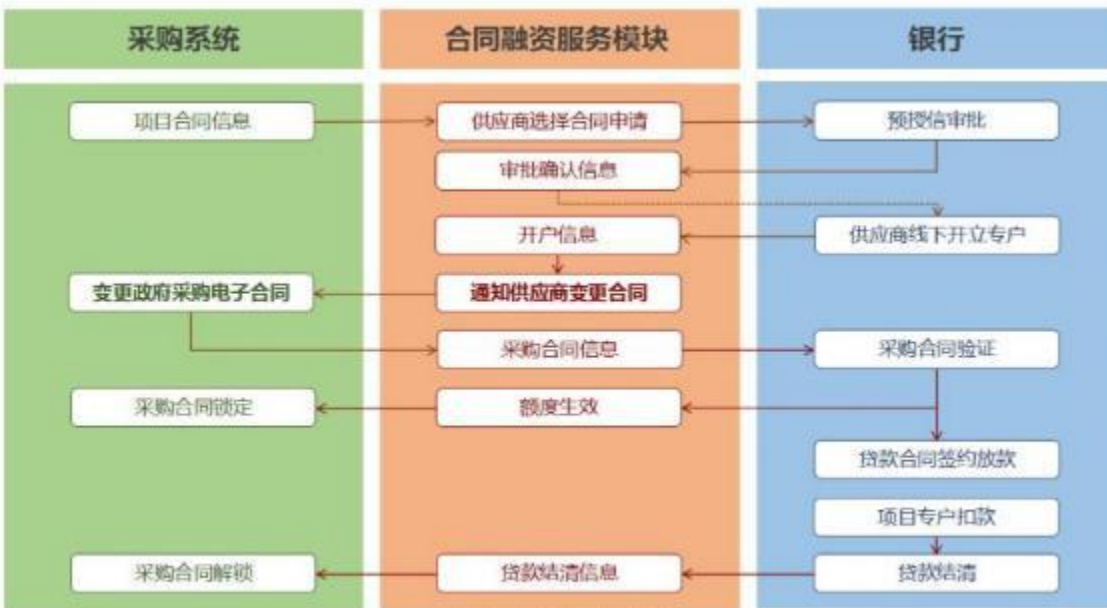 采购系统
合同融资服务模块
银行
项目合同信息
供应商选择合同申请
预授信审批
审批确认信息
开户信息
供应商线下开立专户
变更政府采购电子合同
通知供应商变更合同
采购合同信息
采购合同验证
采购合同锁定
额度生效
贷款合同签约放款
项目专户扣款
采购合同解锁
贷款结清信息
贷款结清